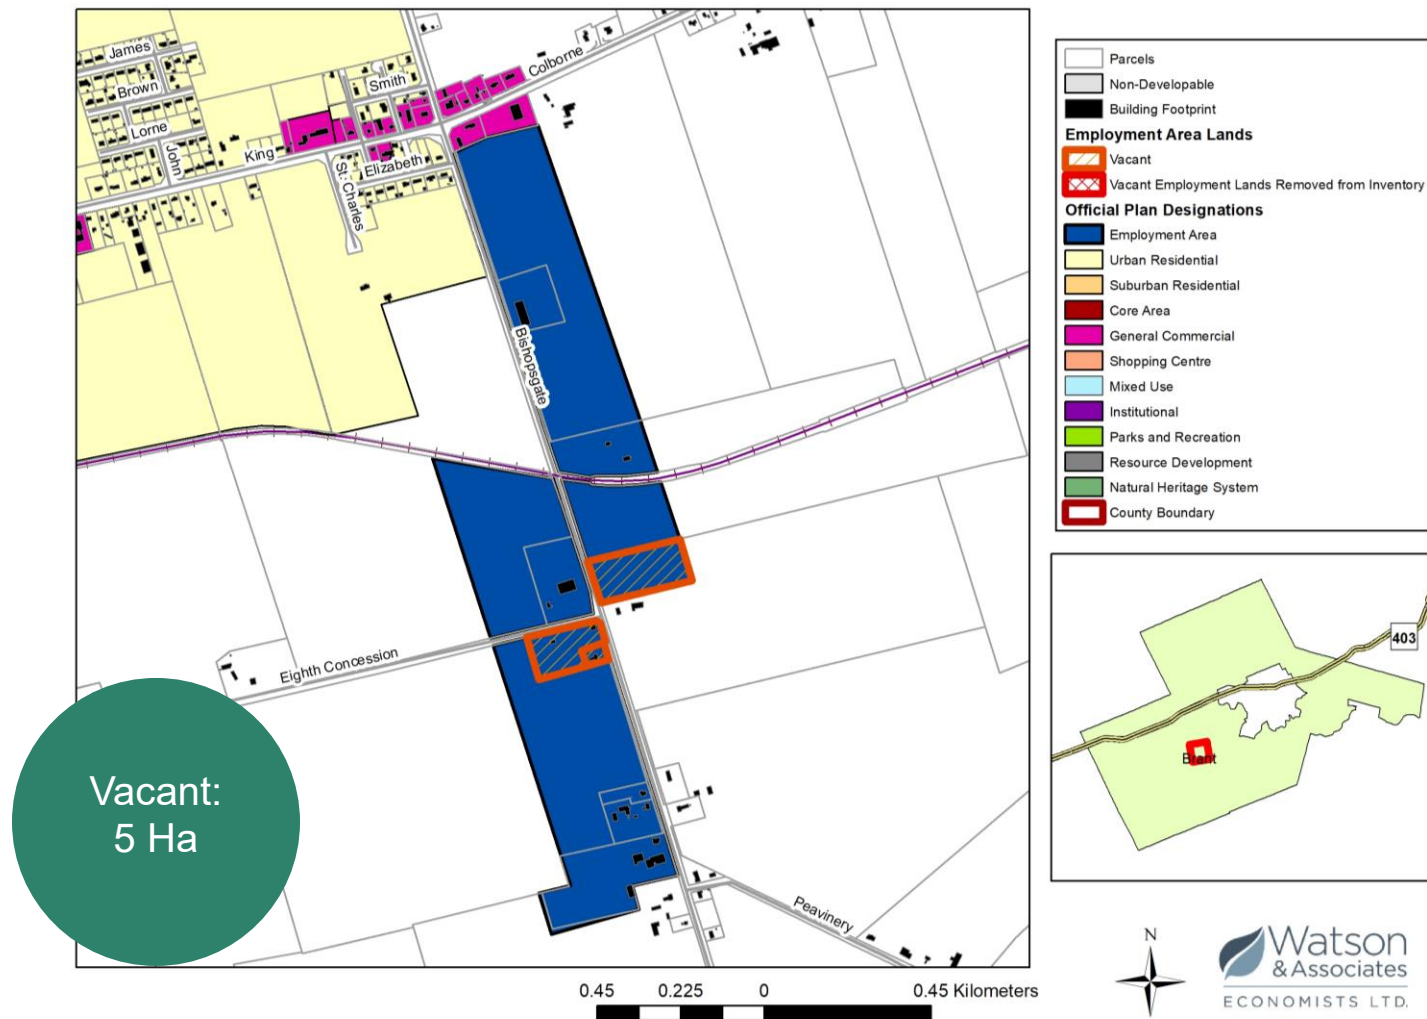 James
Brown
Lorne
John
King
Smith
St. Charles
Elizabeth
Colborne
Bishopsgate
Eighth Concession
Peavinery
Vacant:
5 Ha
Parcels
Non-Developable
Building Footprint
Employment Area Lands
Vacant
Vacant Employment Lands Removed from Inventory
Official Plan Designations
Employment Area
Urban Residential
Suburban Residential
Core Area
General Commercial
Shopping Centre
Mixed Use
Institutional
Parks and Recreation
Resource Development
Natural Heritage System
County Boundary
403
Brant
N
Watson
& Associates
ECONOMISTS LTD.
0.45 0.225 0 0.45 Kilometers